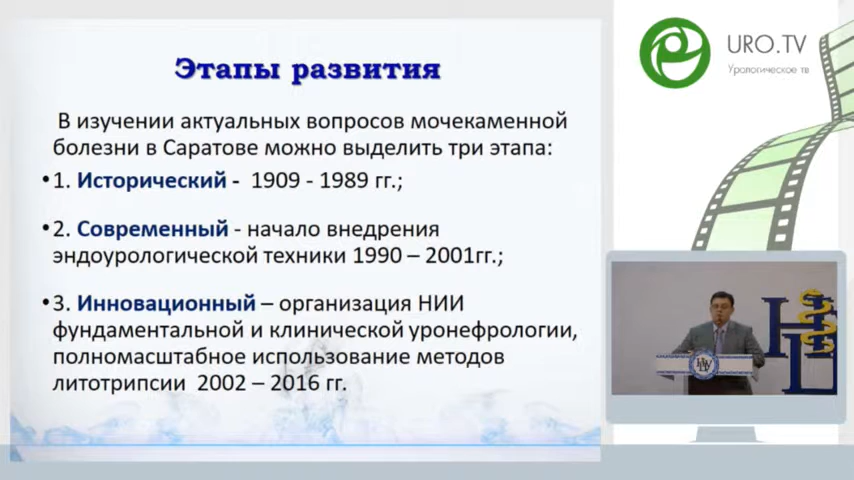 Этапы развития
В изучении актуальных вопросов мочекаменной
болезни в Саратове можно выделить три этапа:
•1. Исторический - 1909 - 1989 гг.;
•2. Современный - начало внедрения
эндоурологической техники 1990 – 2001гг.;
•3. Инновационный – организация НИИ
фундаментальной и клинической уронефрологии,
полномасштабное использование методов
литотрипсии 2002 – 2016 гг.
URO.TV
Урологическое тв